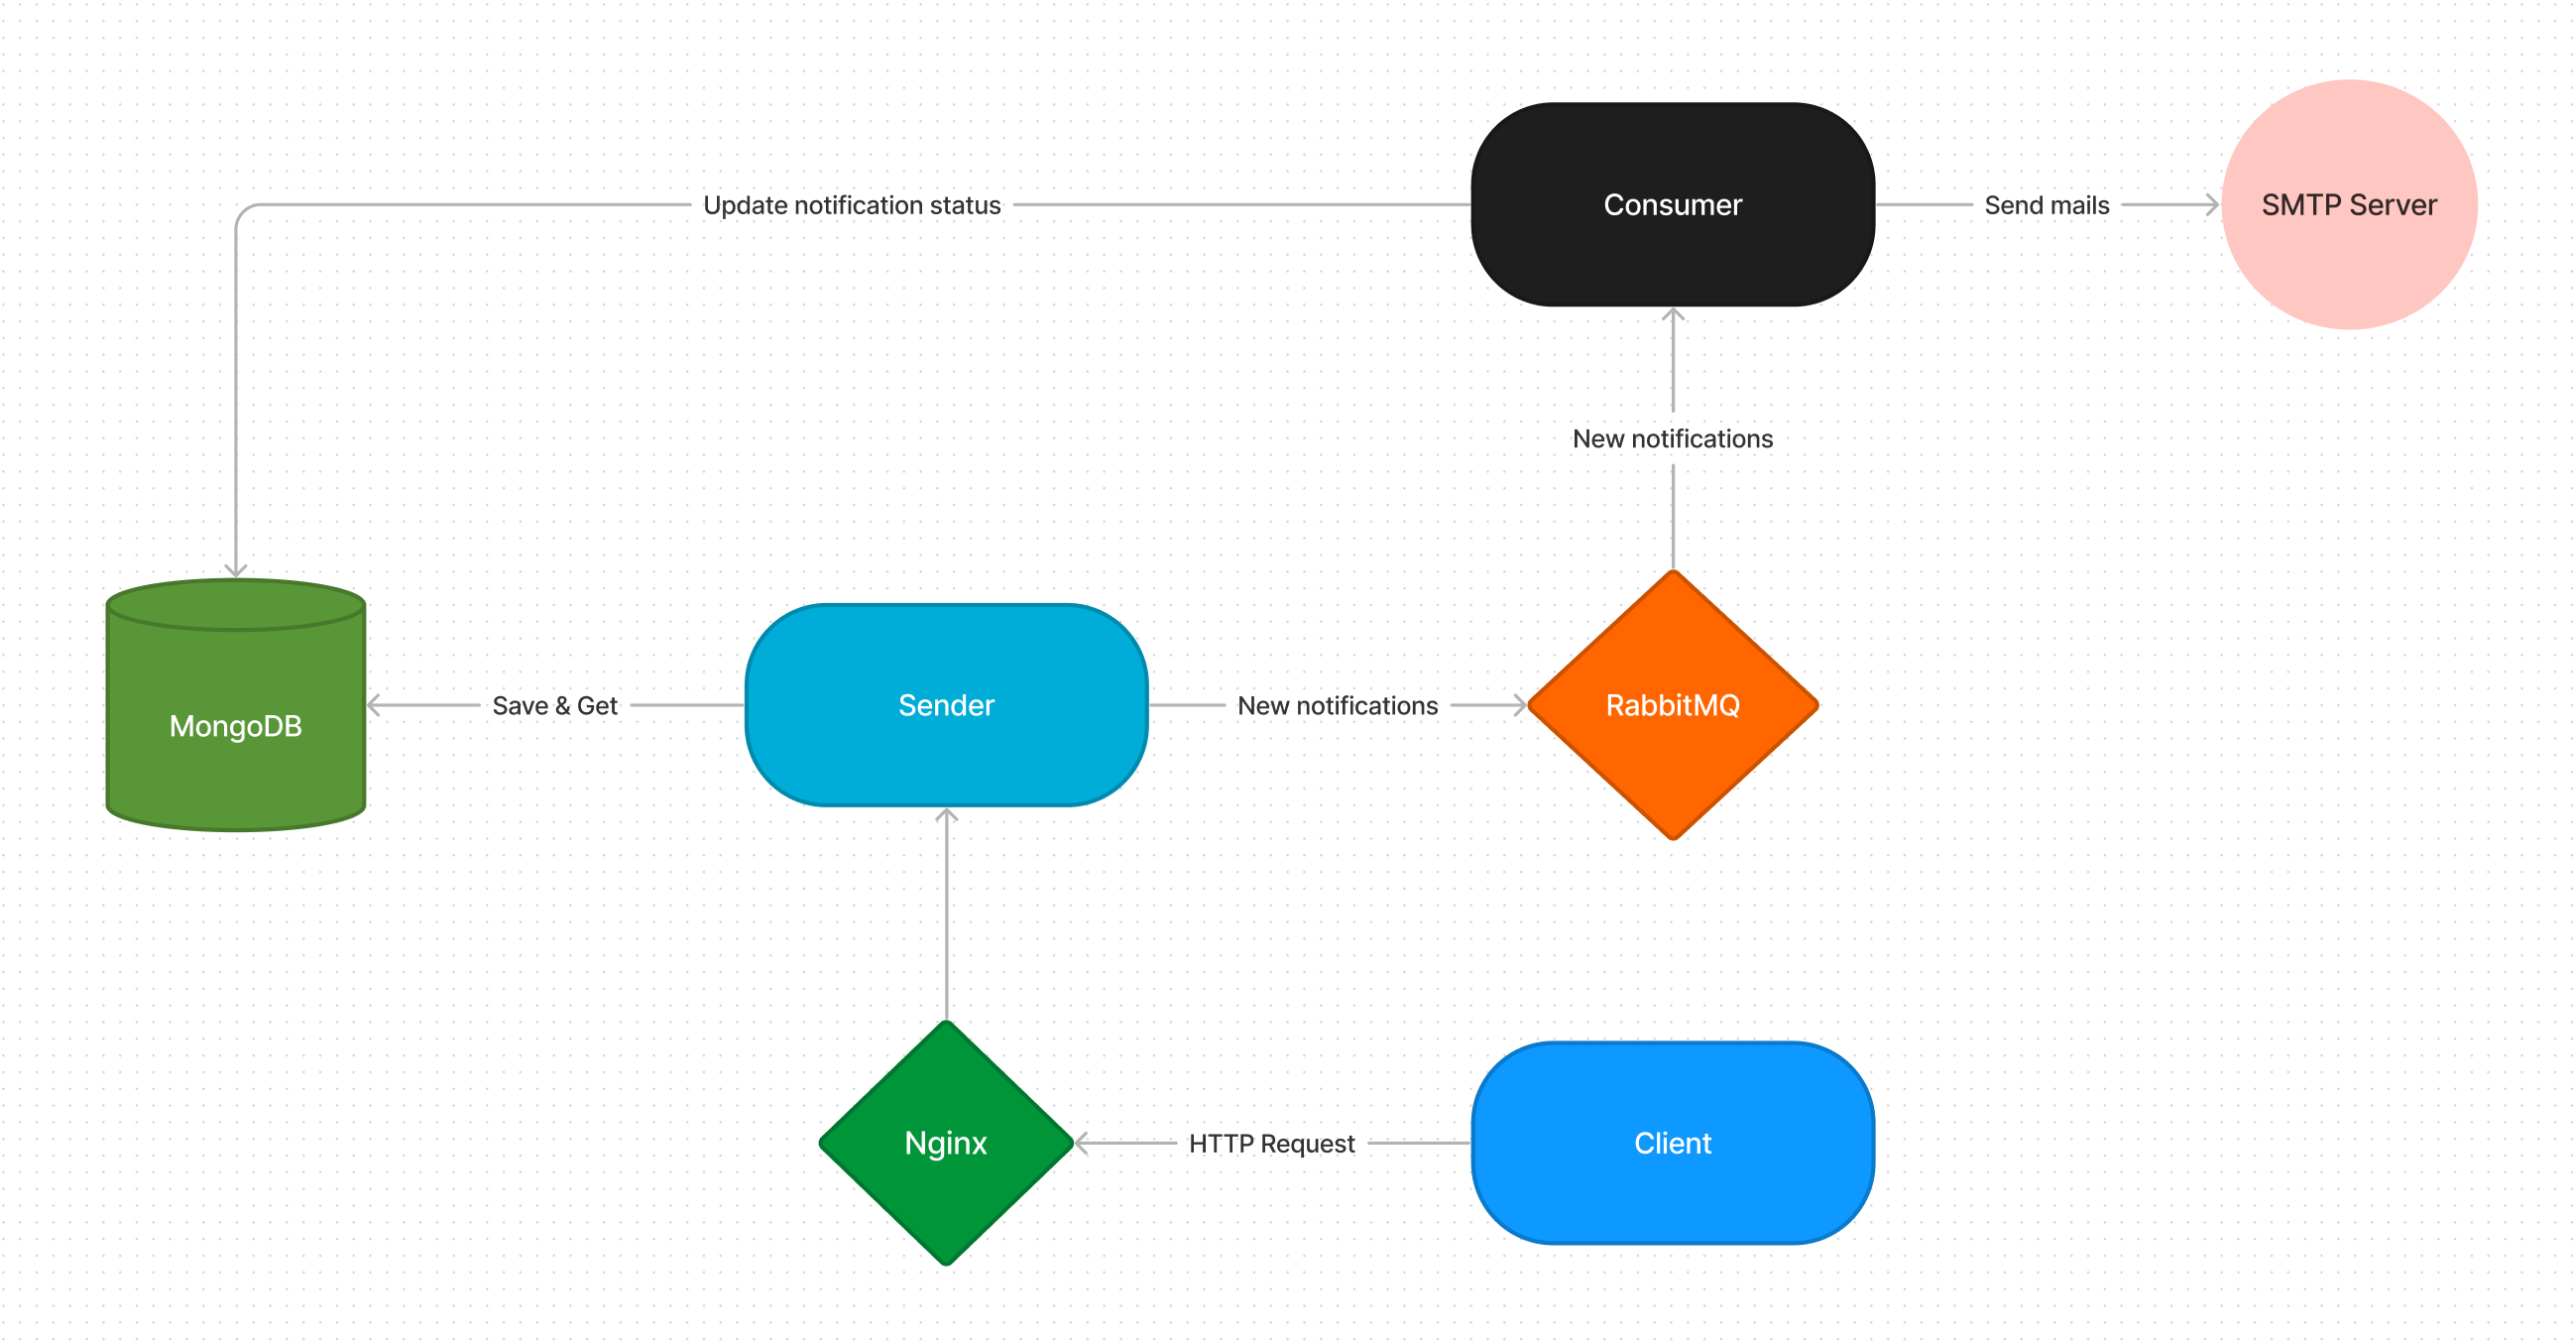 Consumer
SMTP Server
Update notification status
Send mails
New notifications
MongoDB
Save & Get
Sender
New notifications
RabbitMQ
Nginx
HTTP Request
Client